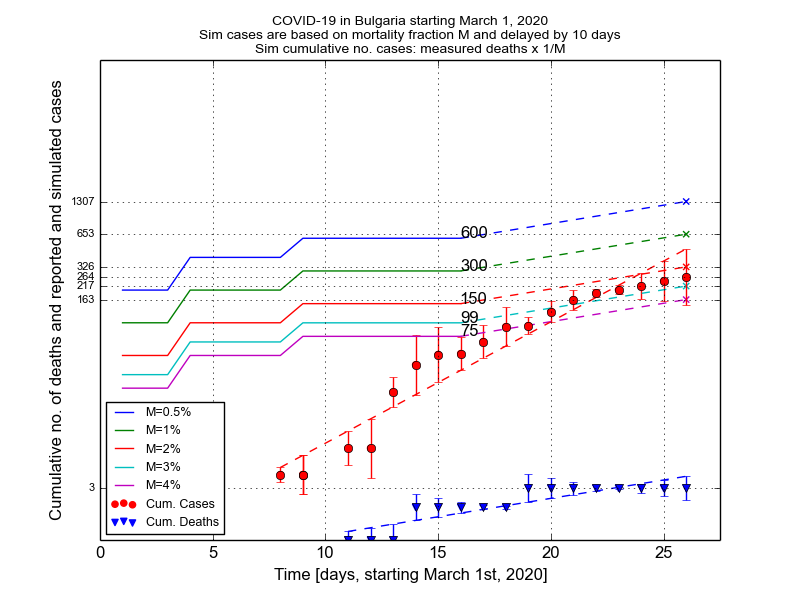 COVID-19 in Bulgaria starting March 1, 2020
Sim cases are based on mortality fraction M and delayed by 10 days
Sim cumulative no. cases: measured deaths x 1/M
Cumulative no. of deaths and reported and simulated cases
1307
653
326
264
217
163
3
600
300
150
99
75
M=0.5%
M=1%
M=2%
M=3%
M=4%
Cum. Cases
Cum. Deaths
0 5 10 15 20 25
Time [days, starting March 1st, 2020]